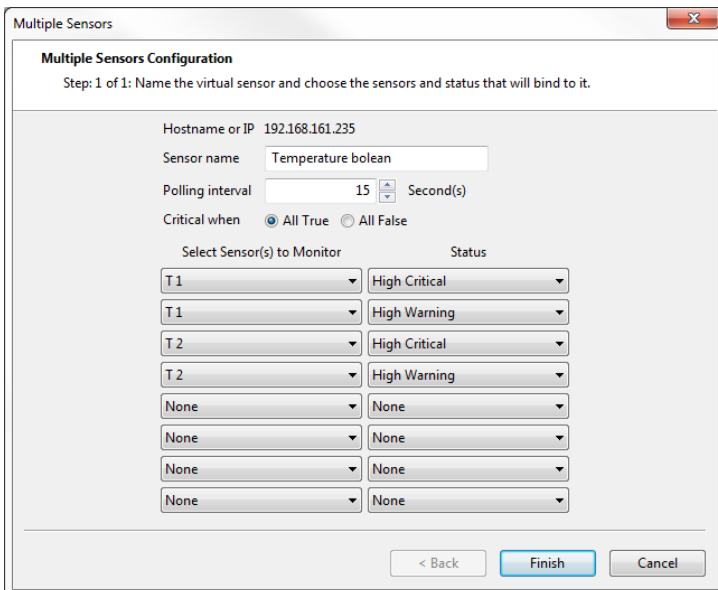 Multiple Sensors
Multiple Sensors Configuration
Step: 1 of 1: Name the virtual sensor and choose the sensors and status that will bind to it.
Hostname or IP 192.168.161.235
Sensor name Temperature bolean
Polling interval 15 Second(s)
Critical when All True All False
Select Sensor(s) to Monitor Status
T 1 High Critical
T 1 High Warning
T 2 High Critical
T 2 High Warning
None None
None None
None None
None None
< Back Finish Cancel